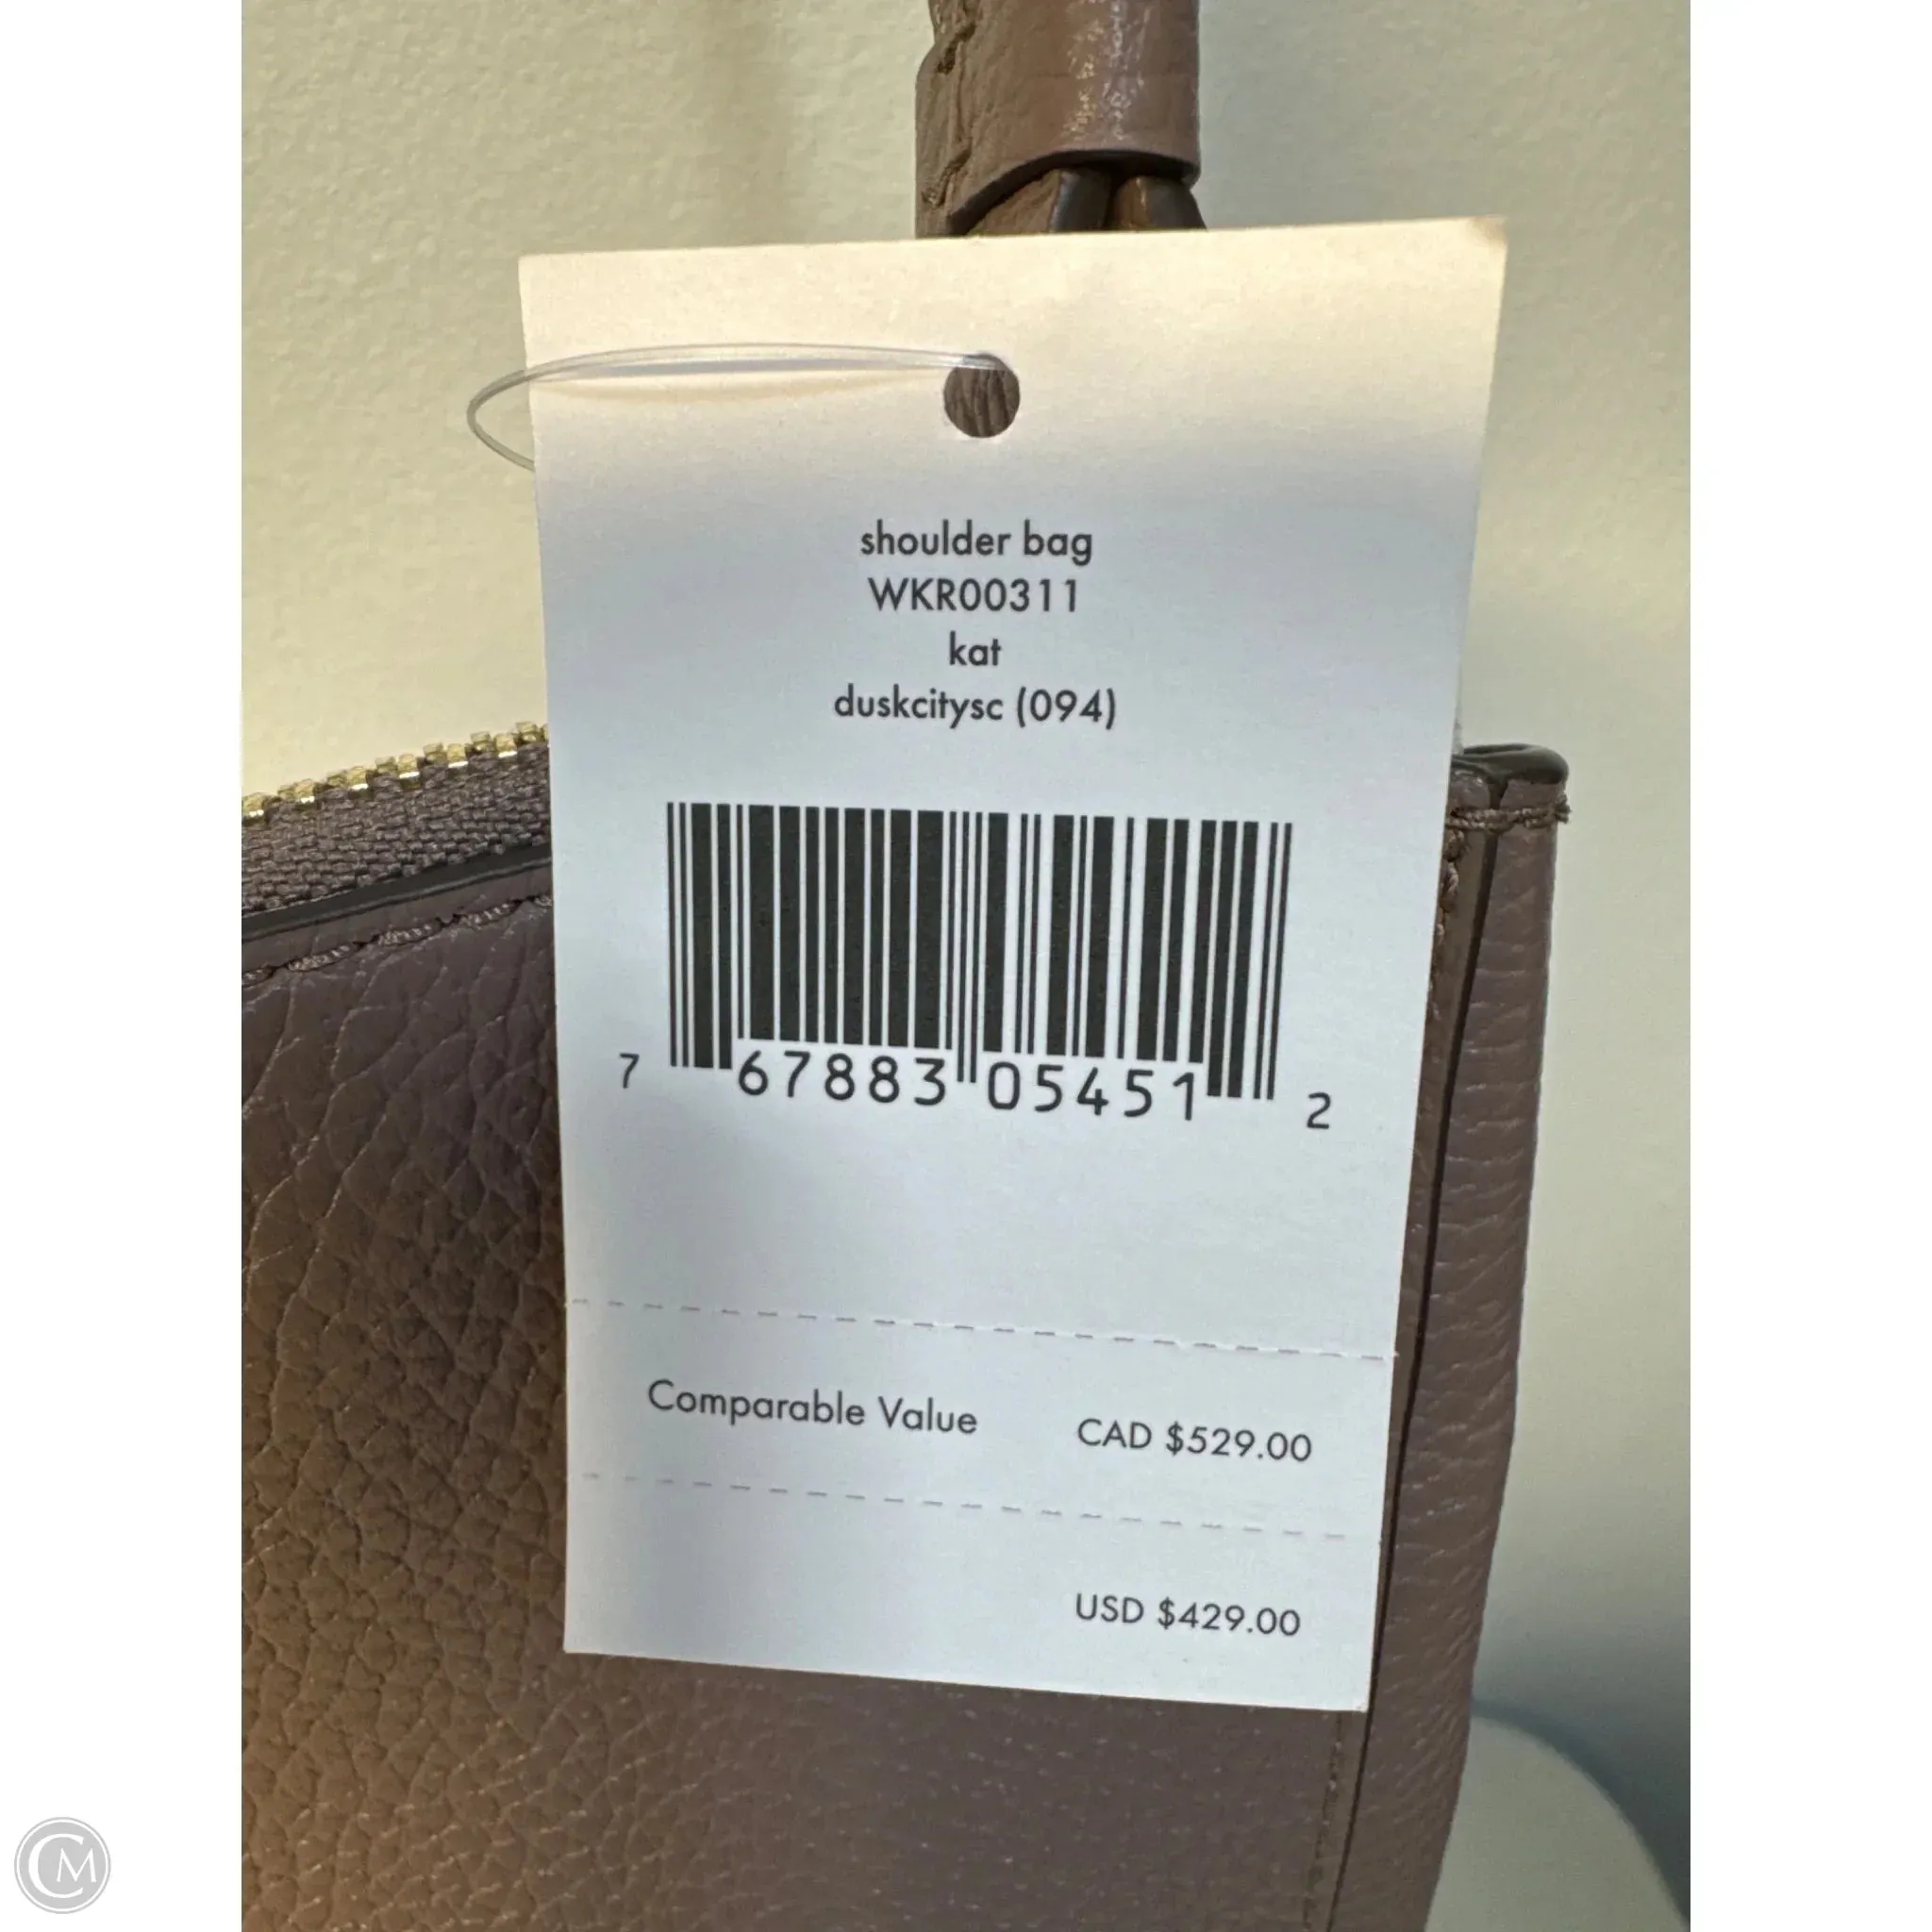 shoulder bag
WKR00311
kat
duskcitysc (094)
7 67883 05451 2
Comparable Value CAD $529.00
USD $429.00
CM